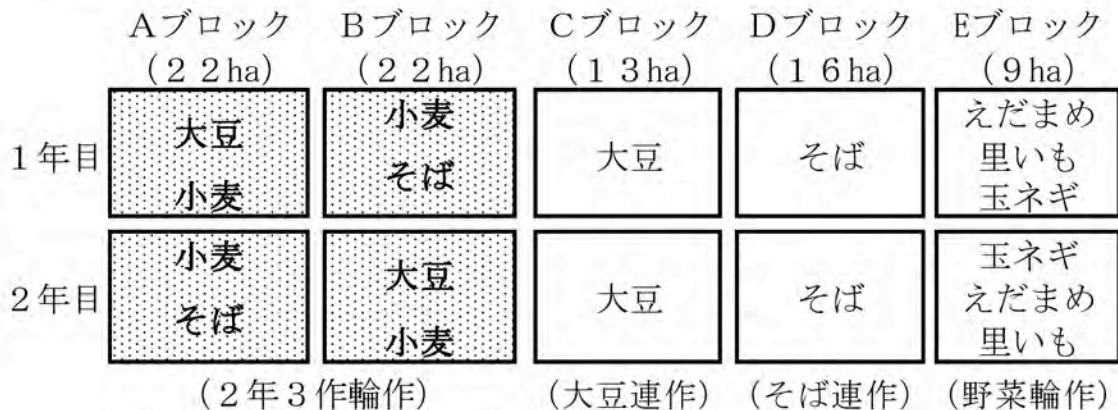 Aブロック Bブロック Cブロック Dブロック Eブロック
(22ha) (22ha) (13ha) (16ha) (9ha)
1年目
大豆
小麦
小麦
そば
大豆
そば
えだまめ
里いも
玉ネギ
2年目
小麦
そば
大豆
小麦
大豆
そば
玉ネギ
えだまめ
里いも
(2年3作輪作) (大豆連作) (そば連作) (野菜輪作)